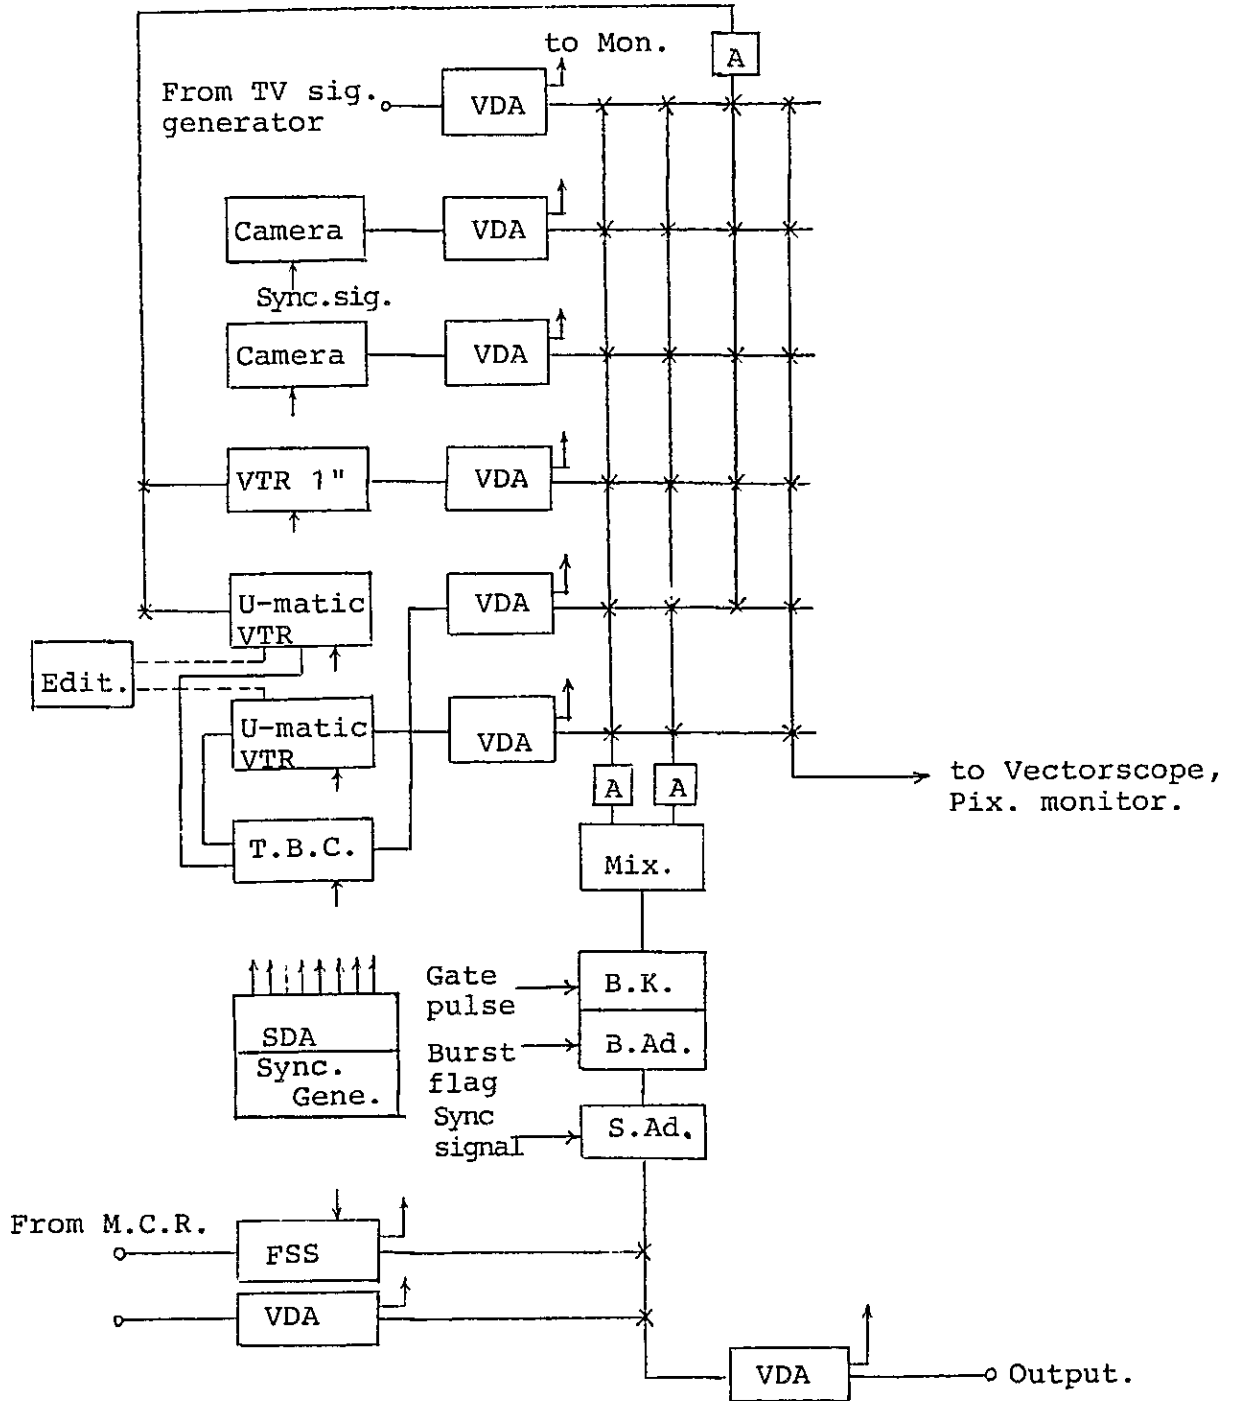 to Mon.
A
From TV sig.
generator
VDA
Camera
VDA
Sync.sig.
Camera
VDA
VTR 1"
VDA
U-matic
VTR
VDA
Edit.
U-matic
VTR
VDA
to Vectorscope,
Pix. monitor.
A
A
T.B.C.
Mix.
Gate
pulse
B.K.
SDA
Sync.
Gene.
Burst
flag
B.Ad.
Sync
signal
S.Ad.
From M.C.R.
FSS
VDA
VDA
Output.